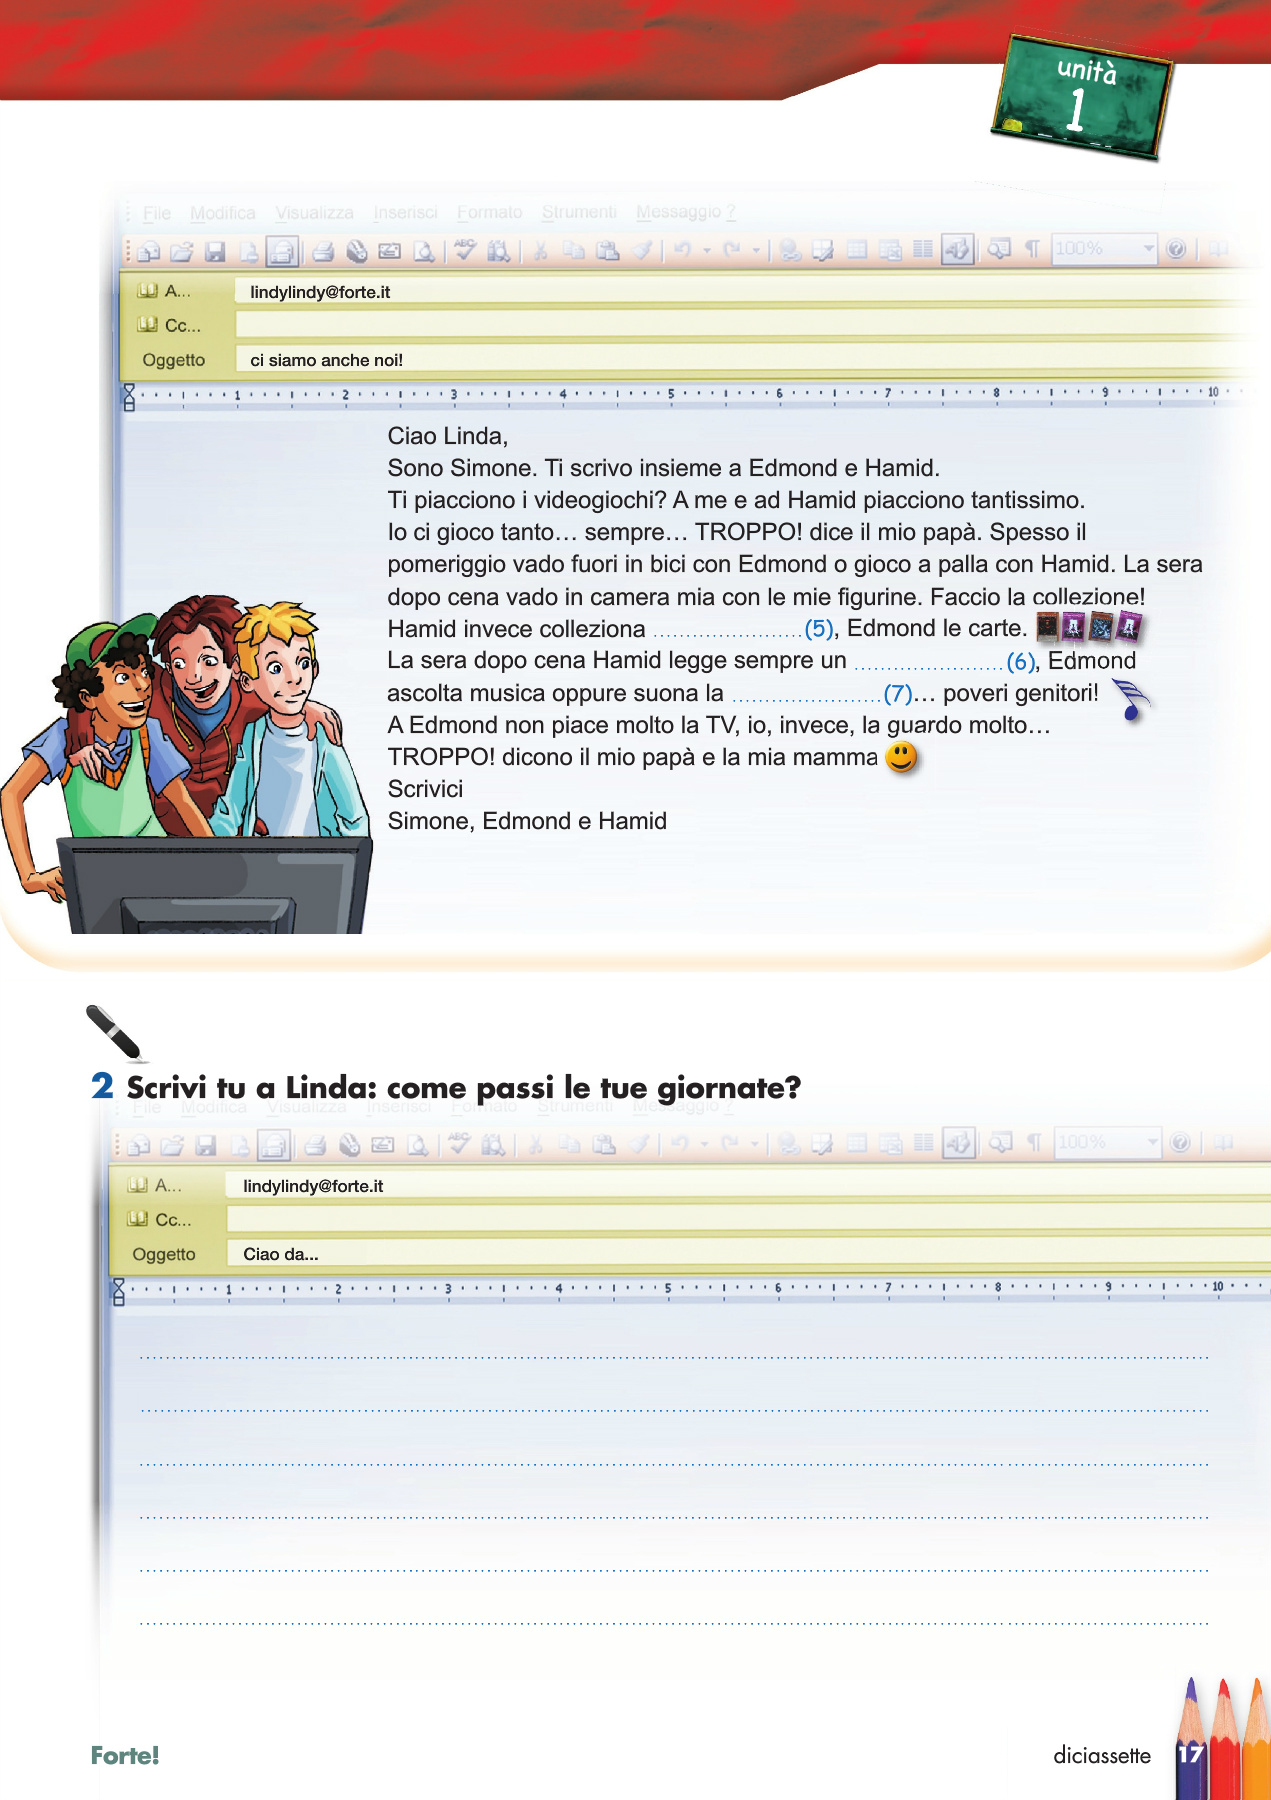 unità
1
File Modifica Visualizza Inserisci Formato Strumenti Messaggio ?
100%
A...
lindylindy@forte.it
Cc...
Oggetto
ci siamo anche noi!
1 2 3 4 5 6 7 8 9 10
Ciao Linda,
Sono Simone. Ti scrivo insieme a Edmond e Hamid.
Ti piacciono i videogiochi? A me e ad Hamid piacciono tantissimo.
Io ci gioco tanto… sempre… TROPPO! dice il mio papà. Spesso il
pomeriggio vado fuori in bici con Edmond o gioco a palla con Hamid. La sera
dopo cena vado in camera mia con le mie figurine. Faccio la collezione!
Hamid invece colleziona ...................... (5), Edmond le carte.
La sera dopo cena Hamid legge sempre un ...................... (6), Edmond
ascolta musica oppure suona la ...................... (7)… poveri genitori!
A Edmond non piace molto la TV, io, invece, la guardo molto…
TROPPO! dicono il mio papà e la mia mamma
Scrivici
Simone, Edmond e Hamid
2 Scrivi tu a Linda: come passi le tue giornate?
File Modifica Visualizza Inserisci Formato Strumenti Messaggio ?
100%
A...
lindylindy@forte.it
Cc...
Oggetto
Ciao da...
1 2 3 4 5 6 7 8 9 10
Forte!
diciassette
17